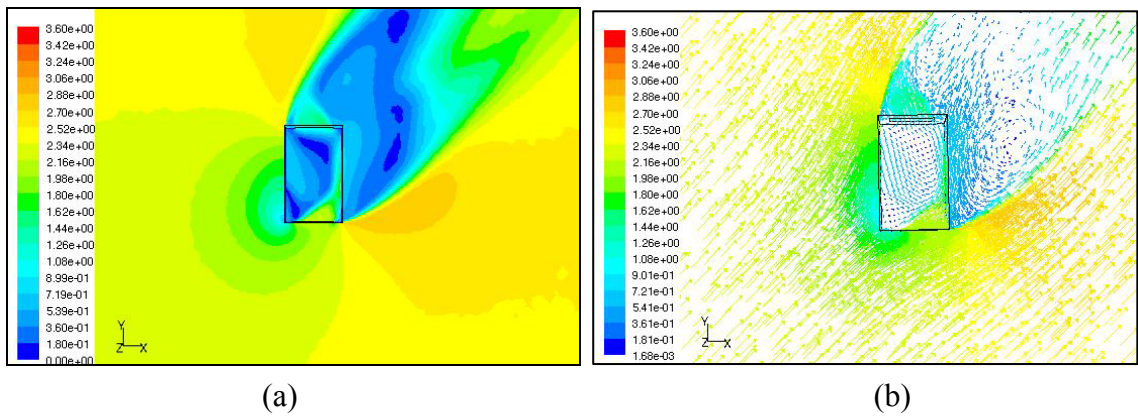 3.60e+00
3.42e+00
3.24e+00
3.06e+00
2.88e+00
2.70e+00
2.52e+00
2.34e+00
2.16e+00
1.98e+00
1.80e+00
1.62e+00
1.44e+00
1.26e+00
1.08e+00
8.99e-01
7.19e-01
5.40e-01
3.60e-01
1.80e-01
0.00e+00
Y
Z X
(a)
3.60e+00
3.42e+00
3.24e+00
3.06e+00
2.88e+00
2.70e+00
2.52e+00
2.34e+00
2.16e+00
1.98e+00
1.80e+00
1.62e+00
1.44e+00
1.26e+00
1.08e+00
9.01e-01
7.21e-01
5.41e-01
3.61e-01
1.81e-01
1.68e-03
Y
Z X
(b)